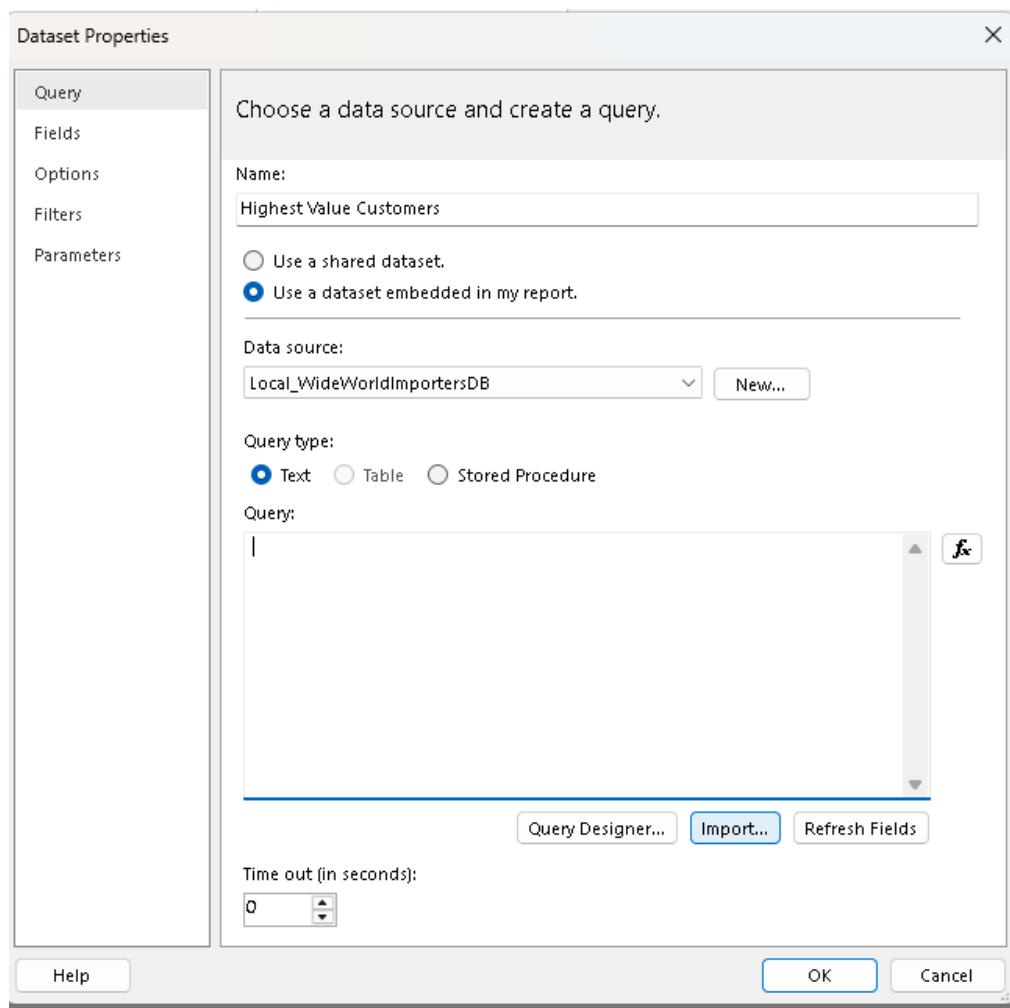 Dataset Properties
Query
Fields
Options
Filters
Parameters
Choose a data source and create a query.
Name:
Highest Value Customers
Use a shared dataset.
Use a dataset embedded in my report.
Data source:
Local_WideWorldImportersDB
New...
Query type:
Text Table Stored Procedure
Query:
fx
Query Designer... Import... Refresh Fields
Time out (in seconds):
0
Help OK Cancel